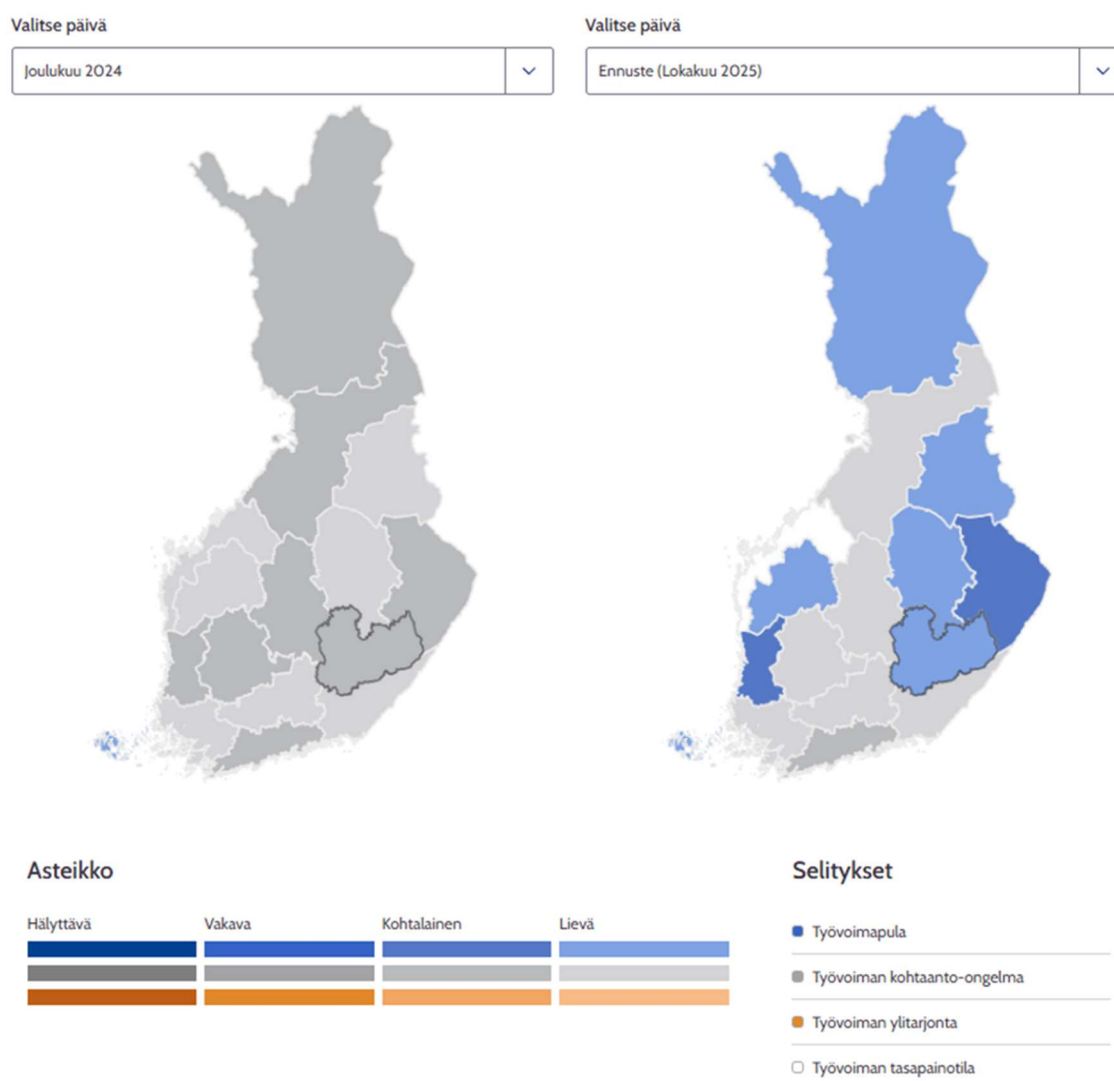 Valitse päivä
Joulukuu 2024
Valitse päivä
Ennuste (Lokakuu 2025)
Asteikko
Hälyttävä
Vakava
Kohtalainen
Lievä
Selitykset
Työvoimapula
Työvoiman kohtaanto-ongelma
Työvoiman ylitarjonta
Työvoiman tasapainotila